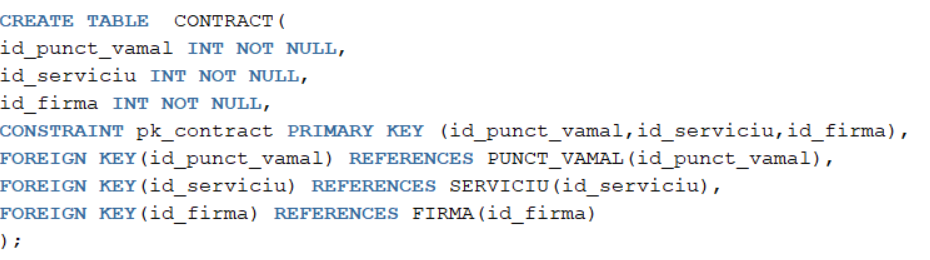 CREATE TABLE  CONTRACT(
id_punct_vamal INT NOT NULL,
id_serviciu INT NOT NULL,
id_firma INT NOT NULL,
CONSTRAINT pk_contract PRIMARY KEY (id_punct_vamal,id_serviciu,id_firma),
FOREIGN KEY(id_punct_vamal) REFERENCES PUNCT_VAMAL(id_punct_vamal),
FOREIGN KEY(id_serviciu) REFERENCES SERVICIU(id_serviciu),
FOREIGN KEY(id_firma) REFERENCES FIRMA(id_firma)
);